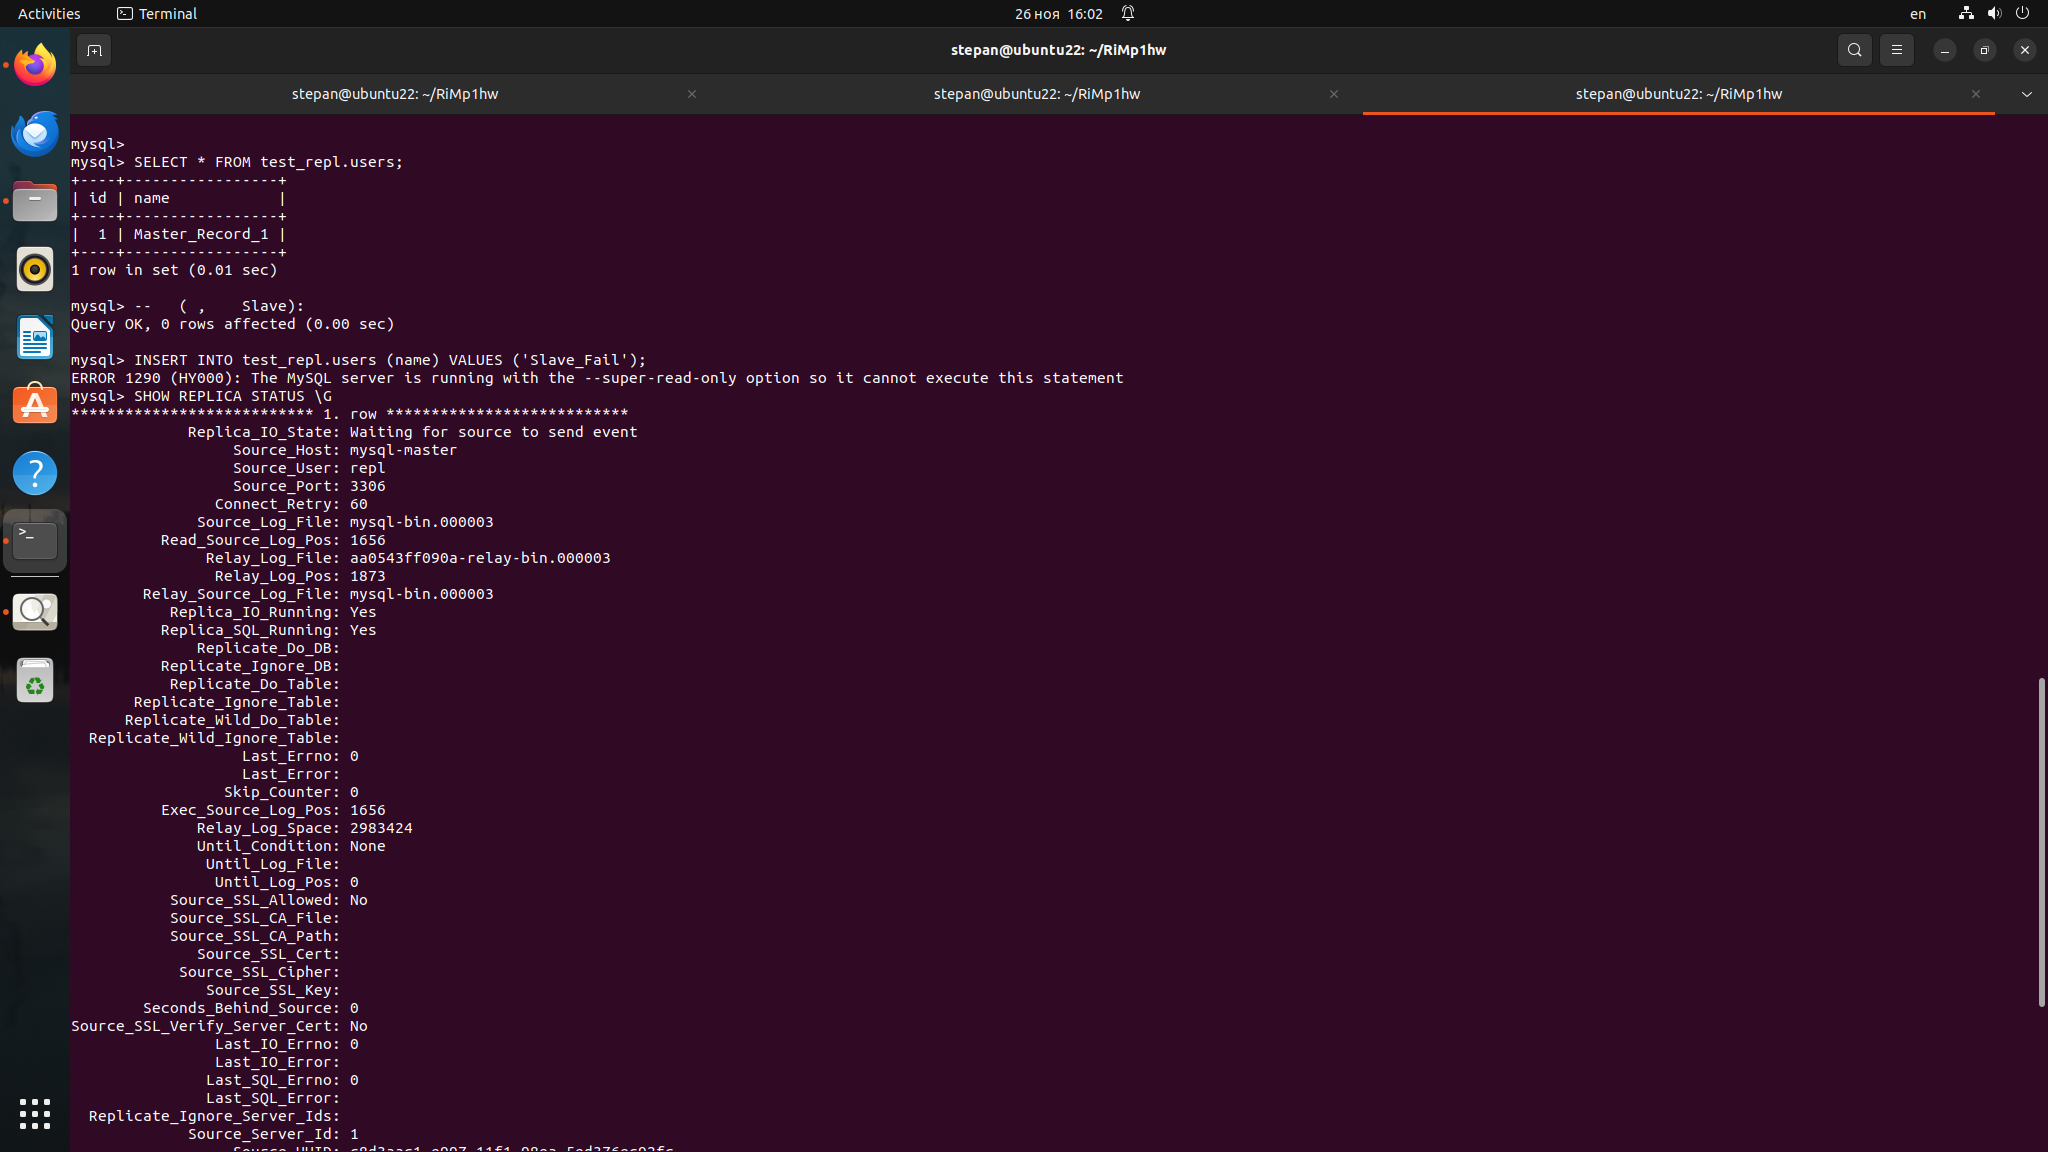 Activities
Terminal
26 ноя 16:02
en
stepan@ubuntu22: ~/RiMp1hw
stepan@ubuntu22: ~/RiMp1hw
stepan@ubuntu22: ~/RiMp1hw
stepan@ubuntu22: ~/RiMp1hw
mysql>
mysql> SELECT * FROM test_repl.users;
+----+-----------------+
| id | name            |
+----+-----------------+
|  1 | Master_Record_1 |
+----+-----------------+
1 row in set (0.01 sec)
mysql> --   ( ,    Slave):
Query OK, 0 rows affected (0.00 sec)
mysql> INSERT INTO test_repl.users (name) VALUES ('Slave_Fail');
ERROR 1290 (HY000): The MySQL server is running with the --super-read-only option so it cannot execute this statement
mysql> SHOW REPLICA STATUS \G
*************************** 1. row ***************************
Replica_IO_State: Waiting for source to send event
Source_Host: mysql-master
Source_User: repl
Source_Port: 3306
Connect_Retry: 60
Source_Log_File: mysql-bin.000003
Read_Source_Log_Pos: 1656
Relay_Log_File: aa0543ff090a-relay-bin.000003
Relay_Log_Pos: 1873
Relay_Source_Log_File: mysql-bin.000003
Replica_IO_Running: Yes
Replica_SQL_Running: Yes
Replicate_Do_DB:
Replicate_Ignore_DB:
Replicate_Do_Table:
Replicate_Ignore_Table:
Replicate_Wild_Do_Table:
Replicate_Wild_Ignore_Table:
Last_Errno: 0
Last_Error:
Skip_Counter: 0
Exec_Source_Log_Pos: 1656
Relay_Log_Space: 2983424
Until_Condition: None
Until_Log_File:
Until_Log_Pos: 0
Source_SSL_Allowed: No
Source_SSL_CA_File:
Source_SSL_CA_Path:
Source_SSL_Cert:
Source_SSL_Cipher:
Source_SSL_Key:
Seconds_Behind_Source: 0
Source_SSL_Verify_Server_Cert: No
Last_IO_Errno: 0
Last_IO_Error:
Last_SQL_Errno: 0
Last_SQL_Error:
Replicate_Ignore_Server_Ids:
Source_Server_Id: 1